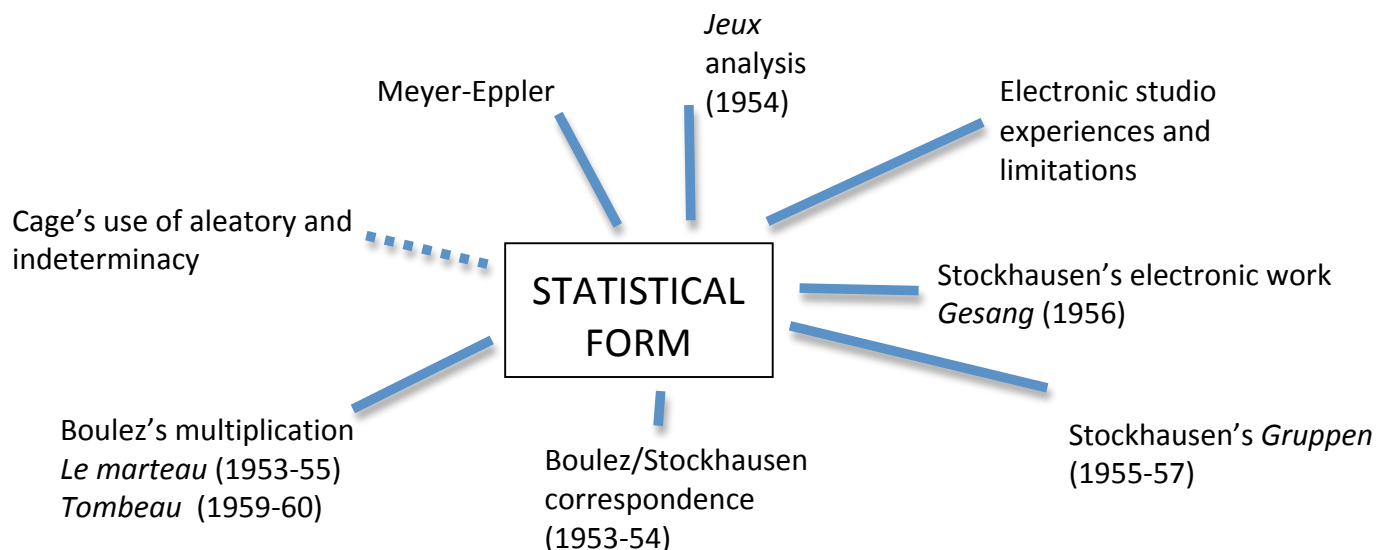 Jeux
analysis
(1954)
Meyer-Eppler
Electronic studio
experiences and
limitations
Cage’s use of aleatory and
indeterminacy
STATISTICAL
FORM
Stockhausen’s electronic work
Gesang (1956)
Boulez’s multiplication
Le marteau (1953-55)
Tombeau (1959-60)
Boulez/Stockhausen
correspondence
(1953-54)
Stockhausen’s Gruppen
(1955-57)